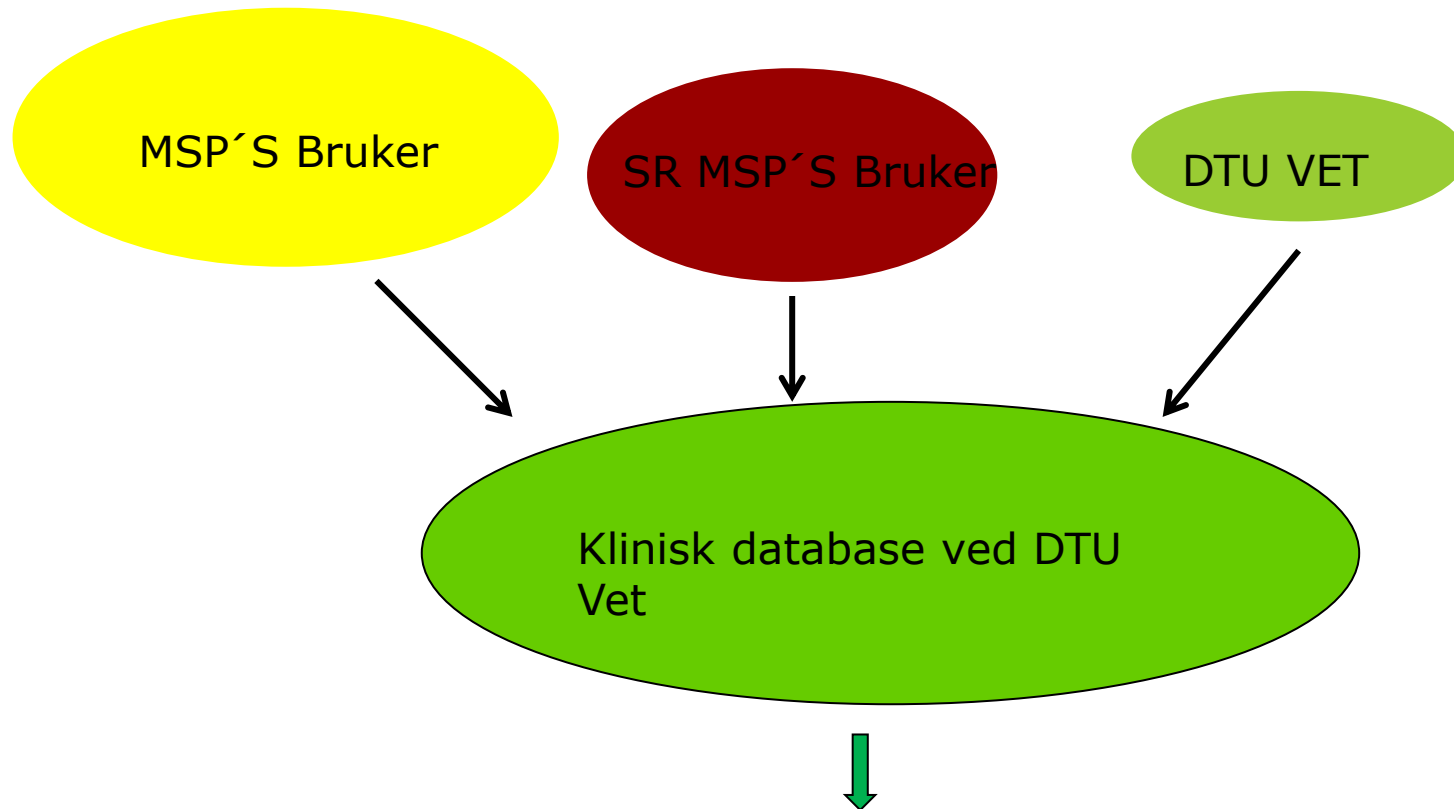 MSP´S Bruker
SR MSP´S Bruker
DTU VET
Klinisk database ved DTU
Vet